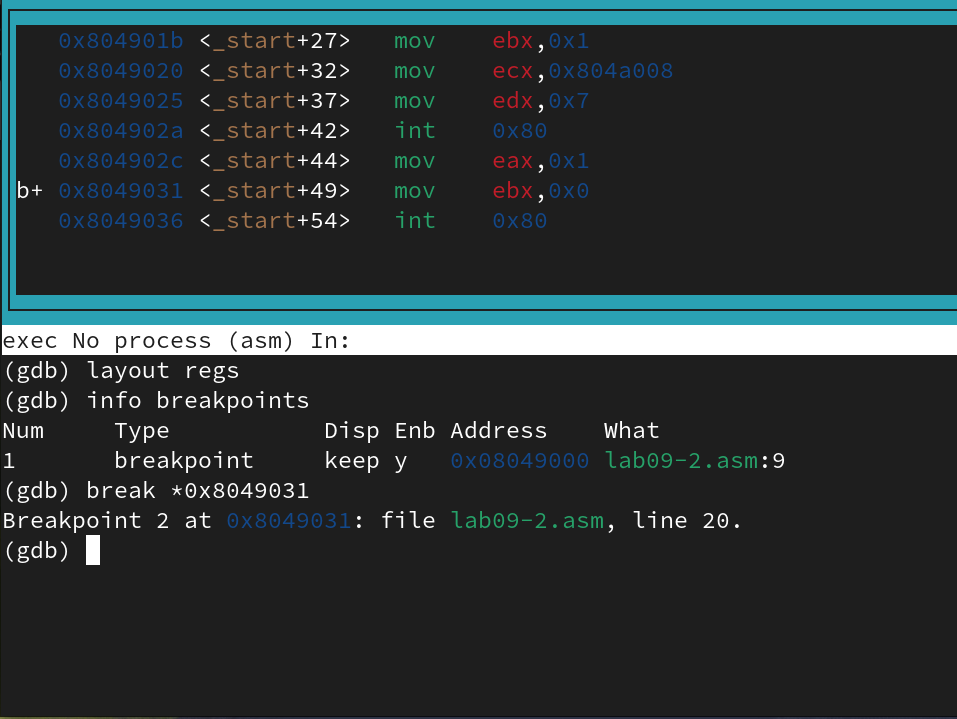 0x804901b <_start+27>   mov    ebx,0x1
0x8049020 <_start+32>   mov    ecx,0x804a008
0x8049025 <_start+37>   mov    edx,0x7
0x804902a <_start+42>   int    0x80
0x804902c <_start+44>   mov    eax,0x1
b+ 0x8049031 <_start+49>   mov    ebx,0x0
0x8049036 <_start+54>   int    0x80
exec No process (asm) In:
(gdb) layout regs
(gdb) info breakpoints
Num     Type           Disp Enb Address    What
1       breakpoint     keep y   0x08049000 lab09-2.asm:9
(gdb) break *0x8049031
Breakpoint 2 at 0x8049031: file lab09-2.asm, line 20.
(gdb)